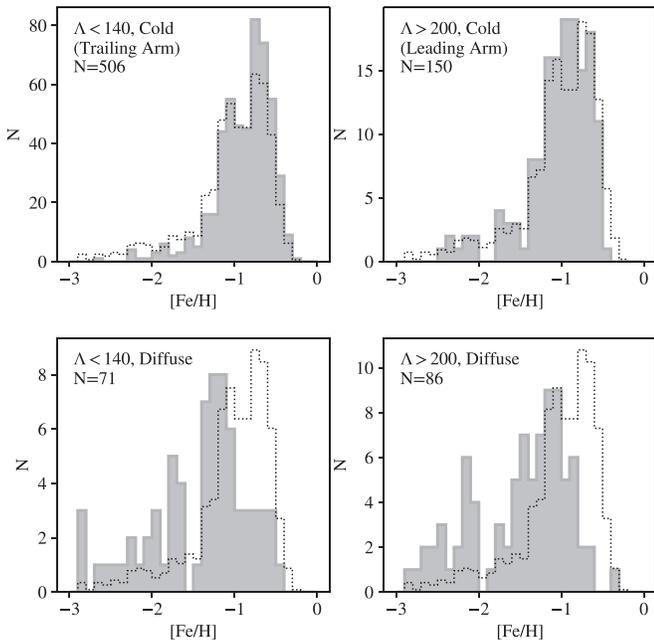 Λ < 140, Cold
(Trailing Arm)
N=506
80
60
40
20
0
N
−3 −2 −1 0
[Fe/H]
Λ > 200, Cold
(Leading Arm)
N=150
15
10
5
0
N
−3 −2 −1 0
[Fe/H]
Λ < 140, Diffuse
N=71
8
6
4
2
0
N
−3 −2 −1 0
[Fe/H]
Λ > 200, Diffuse
N=86
10
8
6
4
2
0
N
−3 −2 −1 0
[Fe/H]